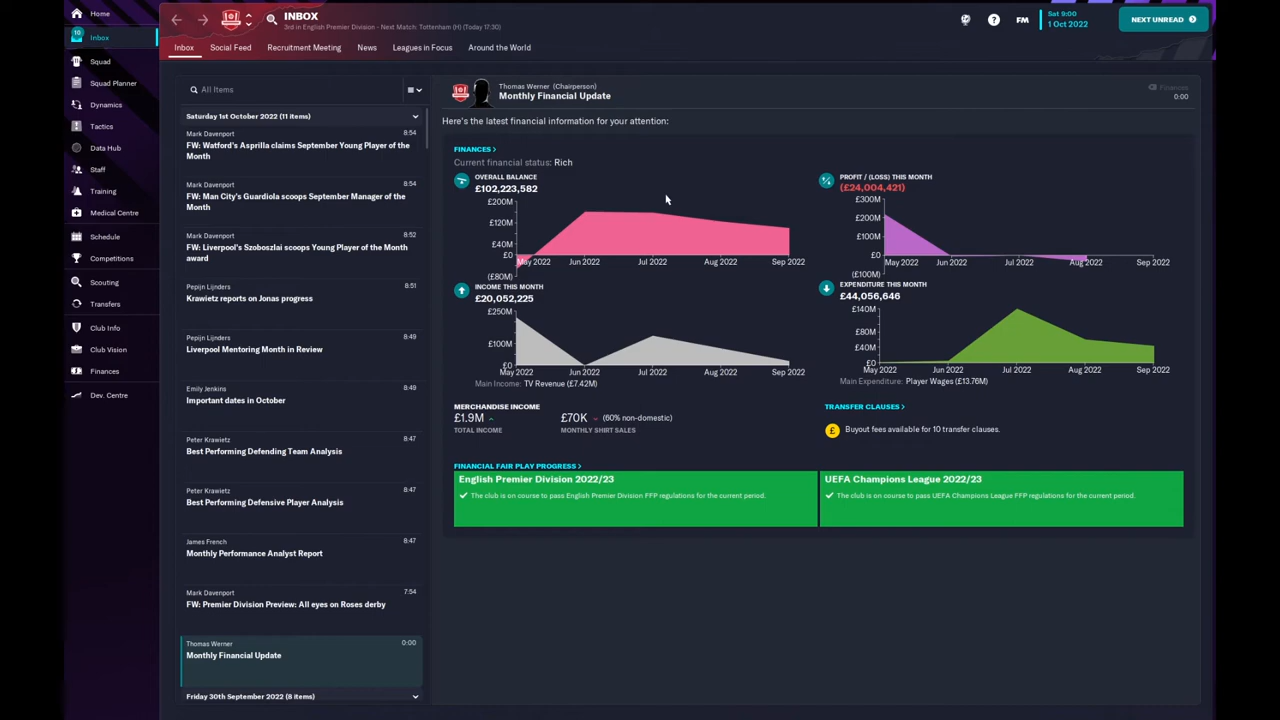 Home
10
Inbox
Squad
Squad Planner
Dynamics
Tactics
Data Hub
Staff
Training
Medical Centre
Schedule
Competitions
Scouting
Transfers
Club Info
Club Vision
Finances
Dev. Centre
INBOX
3rd in English Premier Division - Next Match: Tottenham (H) (Today 17:30)
?
FM
Sat 9:00
1 Oct 2022
NEXT UNREAD
Inbox
Social Feed
Recruitment Meeting
News
Leagues in Focus
Around the World
All Items
Saturday 1st October 2022 (11 items)
Mark Davenport 8:54
FW: Watford's Asprilla claims September Young Player of the
Month
Mark Davenport 8:54
FW: Man City's Guardiola scoops September Manager of the
Month
Mark Davenport 8:52
FW: Liverpool's Szoboszlai scoops Young Player of the Month
award
Pepijn Lijnders 8:51
Krawietz reports on Jonas progress
Pepijn Lijnders 8:49
Liverpool Mentoring Month in Review
Emily Jenkins 8:49
Important dates in October
Peter Krawietz 8:47
Best Performing Defending Team Analysis
Peter Krawietz 8:47
Best Performing Defensive Player Analysis
James French 8:47
Monthly Performance Analyst Report
Mark Davenport 7:54
FW: Premier Division Preview: All eyes on Roses derby
Thomas Werner 0:00
Monthly Financial Update
Friday 30th September 2022 (8 items)
Thomas Werner (Chairperson)
Monthly Financial Update
Finances
0:00
Here's the latest financial information for your attention:
FINANCES >
Current financial status: Rich
OVERALL BALANCE
£102,223,582
£200M
£120M
£40M
£0
(£80M)
May 2022 Jun 2022 Jul 2022 Aug 2022 Sep 2022
PROFIT / (LOSS) THIS MONTH
(£24,004,421)
£300M
£200M
£100M
£0
(£100M)
May 2022 Jun 2022 Jul 2022 Aug 2022 Sep 2022
INCOME THIS MONTH
£20,052,225
£250M
£100M
£0
May 2022 Jun 2022 Jul 2022 Aug 2022 Sep 2022
Main Income: TV Revenue (£7.42M)
EXPENDITURE THIS MONTH
£44,056,646
£140M
£80M
£40M
£0
May 2022 Jun 2022 Jul 2022 Aug 2022 Sep 2022
Main Expenditure: Player Wages (£13.76M)
MERCHANDISE INCOME
£1.9M
TOTAL INCOME
£70K (60% non-domestic)
MONTHLY SHIRT SALES
TRANSFER CLAUSES >
£ Buyout fees available for 10 transfer clauses.
FINANCIAL FAIR PLAY PROGRESS >
English Premier Division 2022/23
The club is on course to pass English Premier Division FFP regulations for the current period.
UEFA Champions League 2022/23
The club is on course to pass UEFA Champions League FFP regulations for the current period.